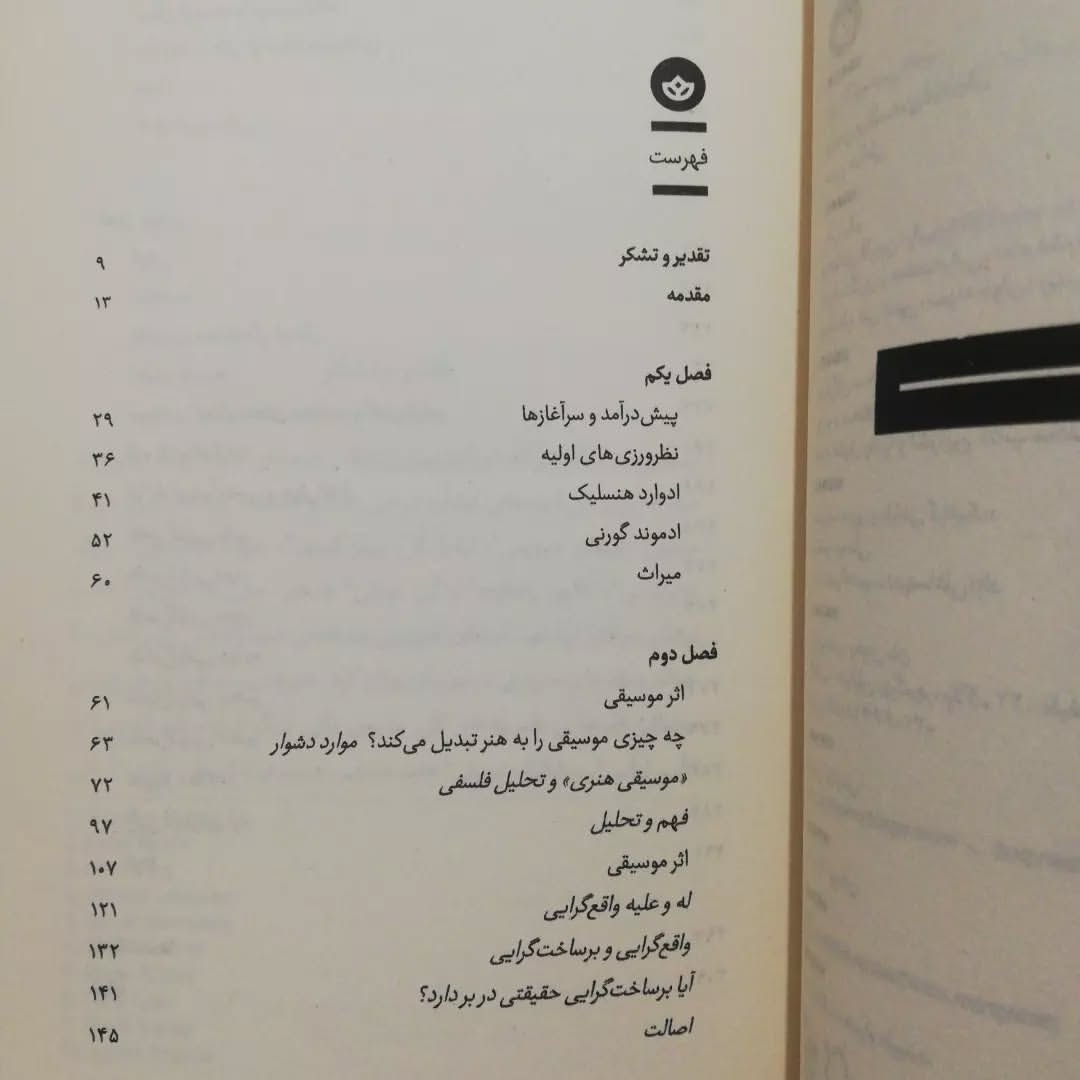 فهرست
تقدیر و تشکر ۹
مقدمه ۱۳
فصل یکم
پیش‌درآمد و سرآغازها ۲۹
نظرورزی‌های اولیه ۳۶
ادوارد هنسلیک ۴۱
ادموند گورنی ۵۲
میراث ۶۰
فصل دوم
اثر موسیقی ۶۱
چه چیزی موسیقی را به هنر تبدیل می‌کند؟ موارد دشوار ۶۳
«موسیقی هنری» و تحلیل فلسفی ۷۲
فهم و تحلیل ۹۷
اثر موسیقی ۱۰۷
له و علیه واقع‌گرایی ۱۲۱
واقع‌گرایی و برساخت‌گرایی ۱۳۲
آیا برساخت‌گرایی حقیقتی در بر دارد؟ ۱۴۱
اصالت ۱۴۵